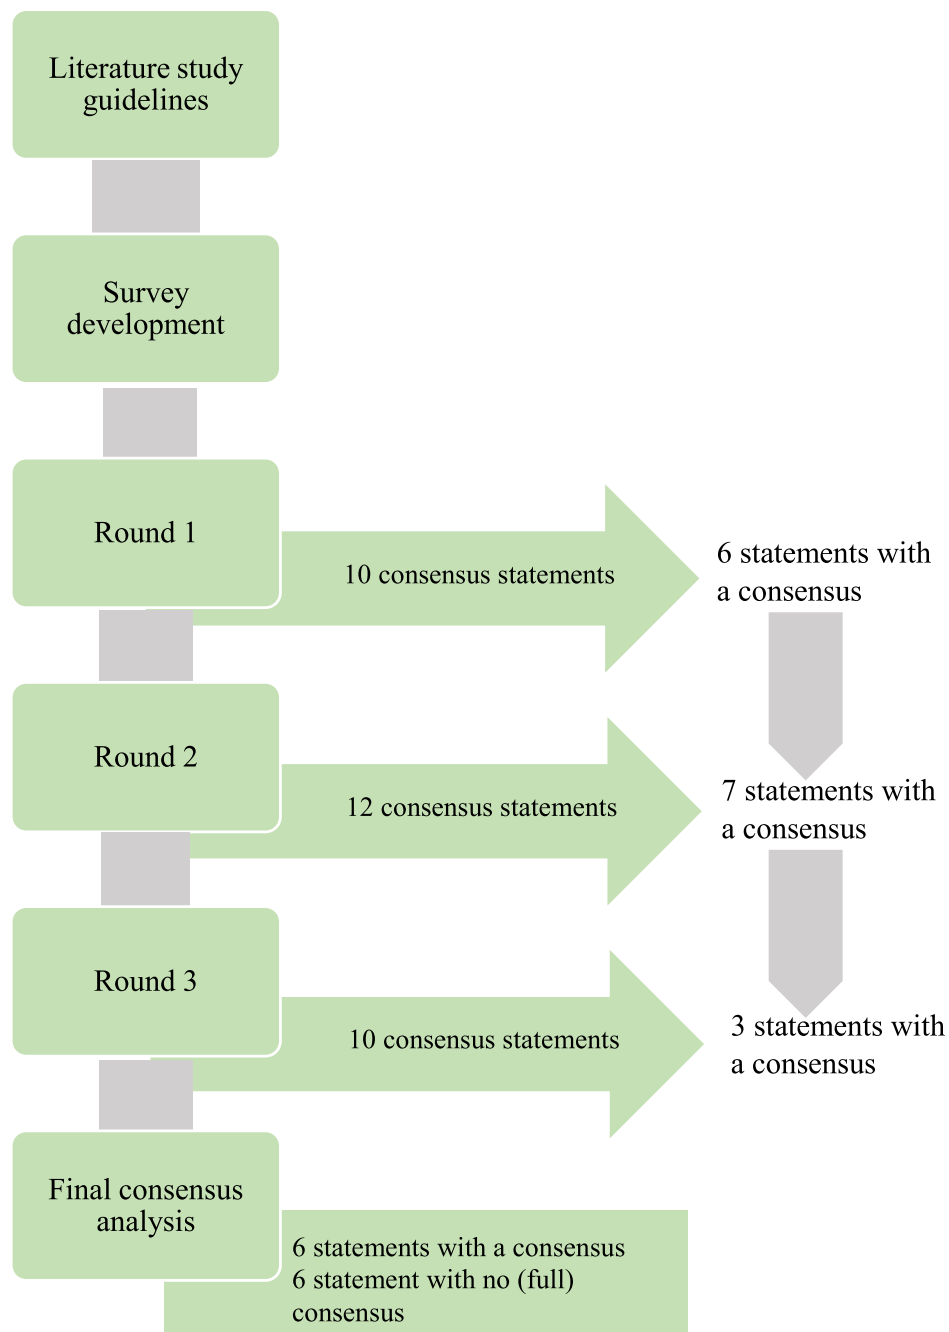 Literature study
guidelines
Survey
development
Round 1
10 consensus statements
6 statements with
a consensus
Round 2
12 consensus statements
7 statements with
a consensus
Round 3
10 consensus statements
3 statements with
a consensus
Final consensus
analysis
6 statements with a consensus
6 statement with no (full)
consensus